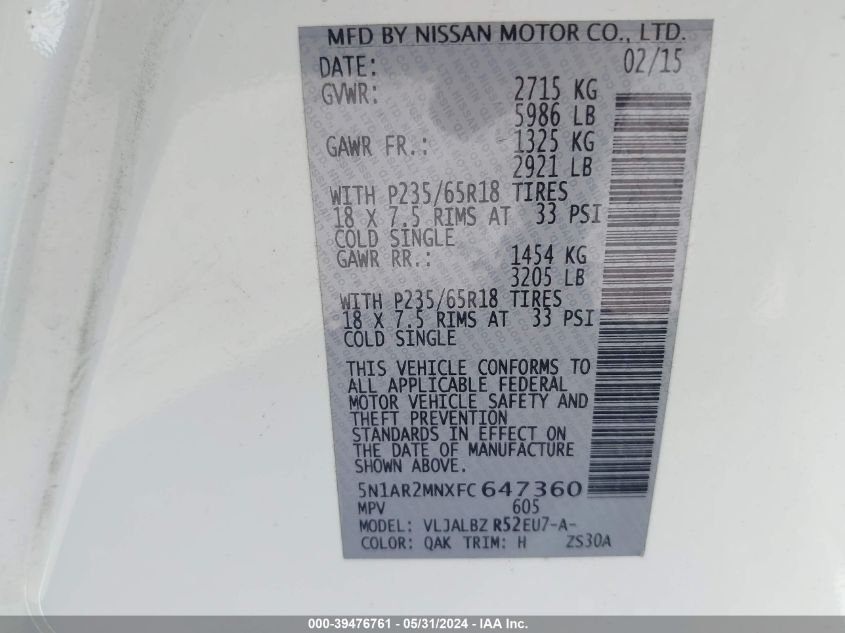 MFD BY NISSAN MOTOR CO., LTD.
DATE: 02/15
GVWR: 2715 KG
5986 LB
GAWR FR.: 1325 KG
2921 LB
WITH P235/65R18 TIRES
18 X 7.5 RIMS AT 33 PSI
COLD SINGLE
GAWR RR.: 1454 KG
3205 LB
WITH P235/65R18 TIRES
18 X 7.5 RIMS AT 33 PSI
COLD SINGLE
THIS VEHICLE CONFORMS TO
ALL APPLICABLE FEDERAL
MOTOR VEHICLE SAFETY AND
THEFT PREVENTION
STANDARDS IN EFFECT ON
THE DATE OF MANUFACTURE
SHOWN ABOVE.
5N1AR2MNXFC647360
MPV 605
MODEL: VLJALBZ R52EU7-A-
COLOR: QAK TRIM: H ZS30A
000-39476761 - 05/31/2024 - IAA Inc.